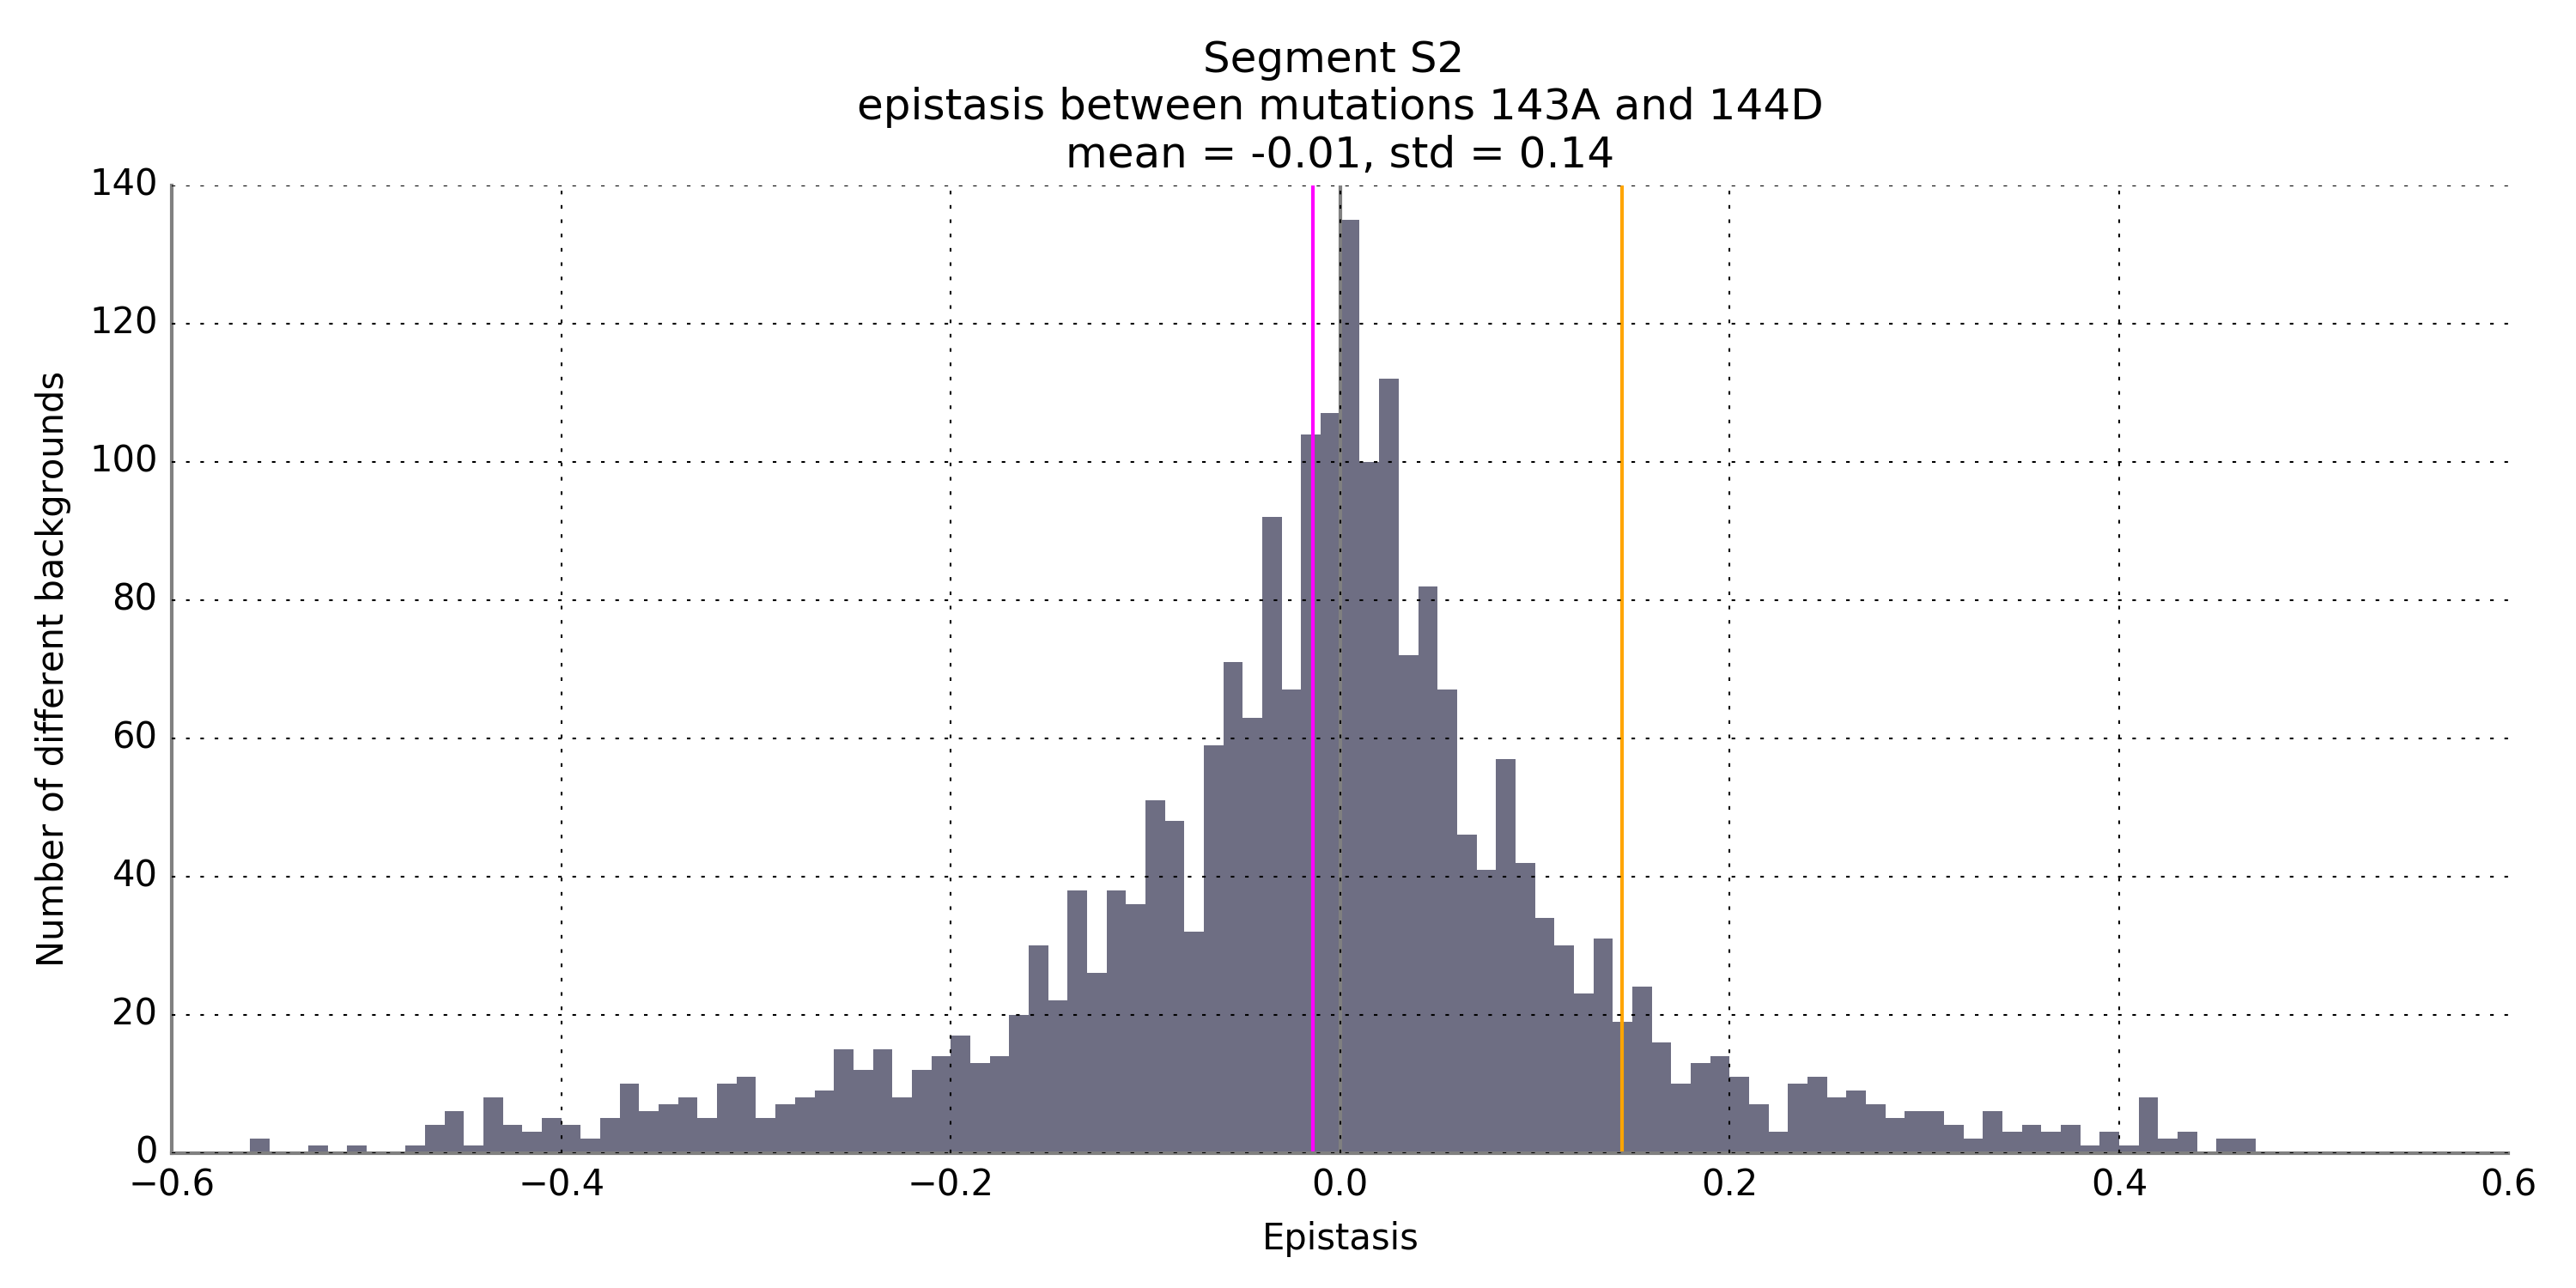 Segment S2
epistasis between mutations 143A and 144D
mean = -0.01, std = 0.14
140
120
100
80
60
40
20
0
Number of different backgrounds
−0.6 −0.4 −0.2 0.0 0.2 0.4 0.6
Epistasis